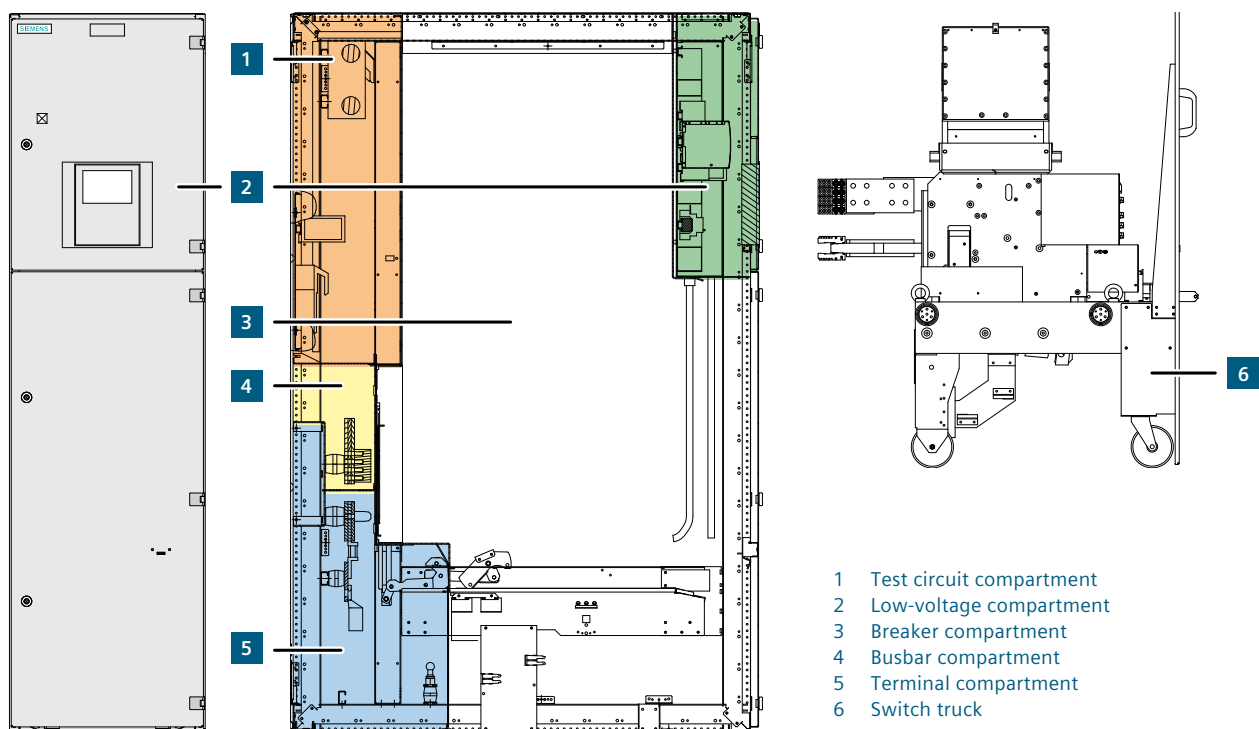 SIEMENS
1
2
3
4
5
6
1 Test circuit compartment
2 Low-voltage compartment
3 Breaker compartment
4 Busbar compartment
5 Terminal compartment
6 Switch truck